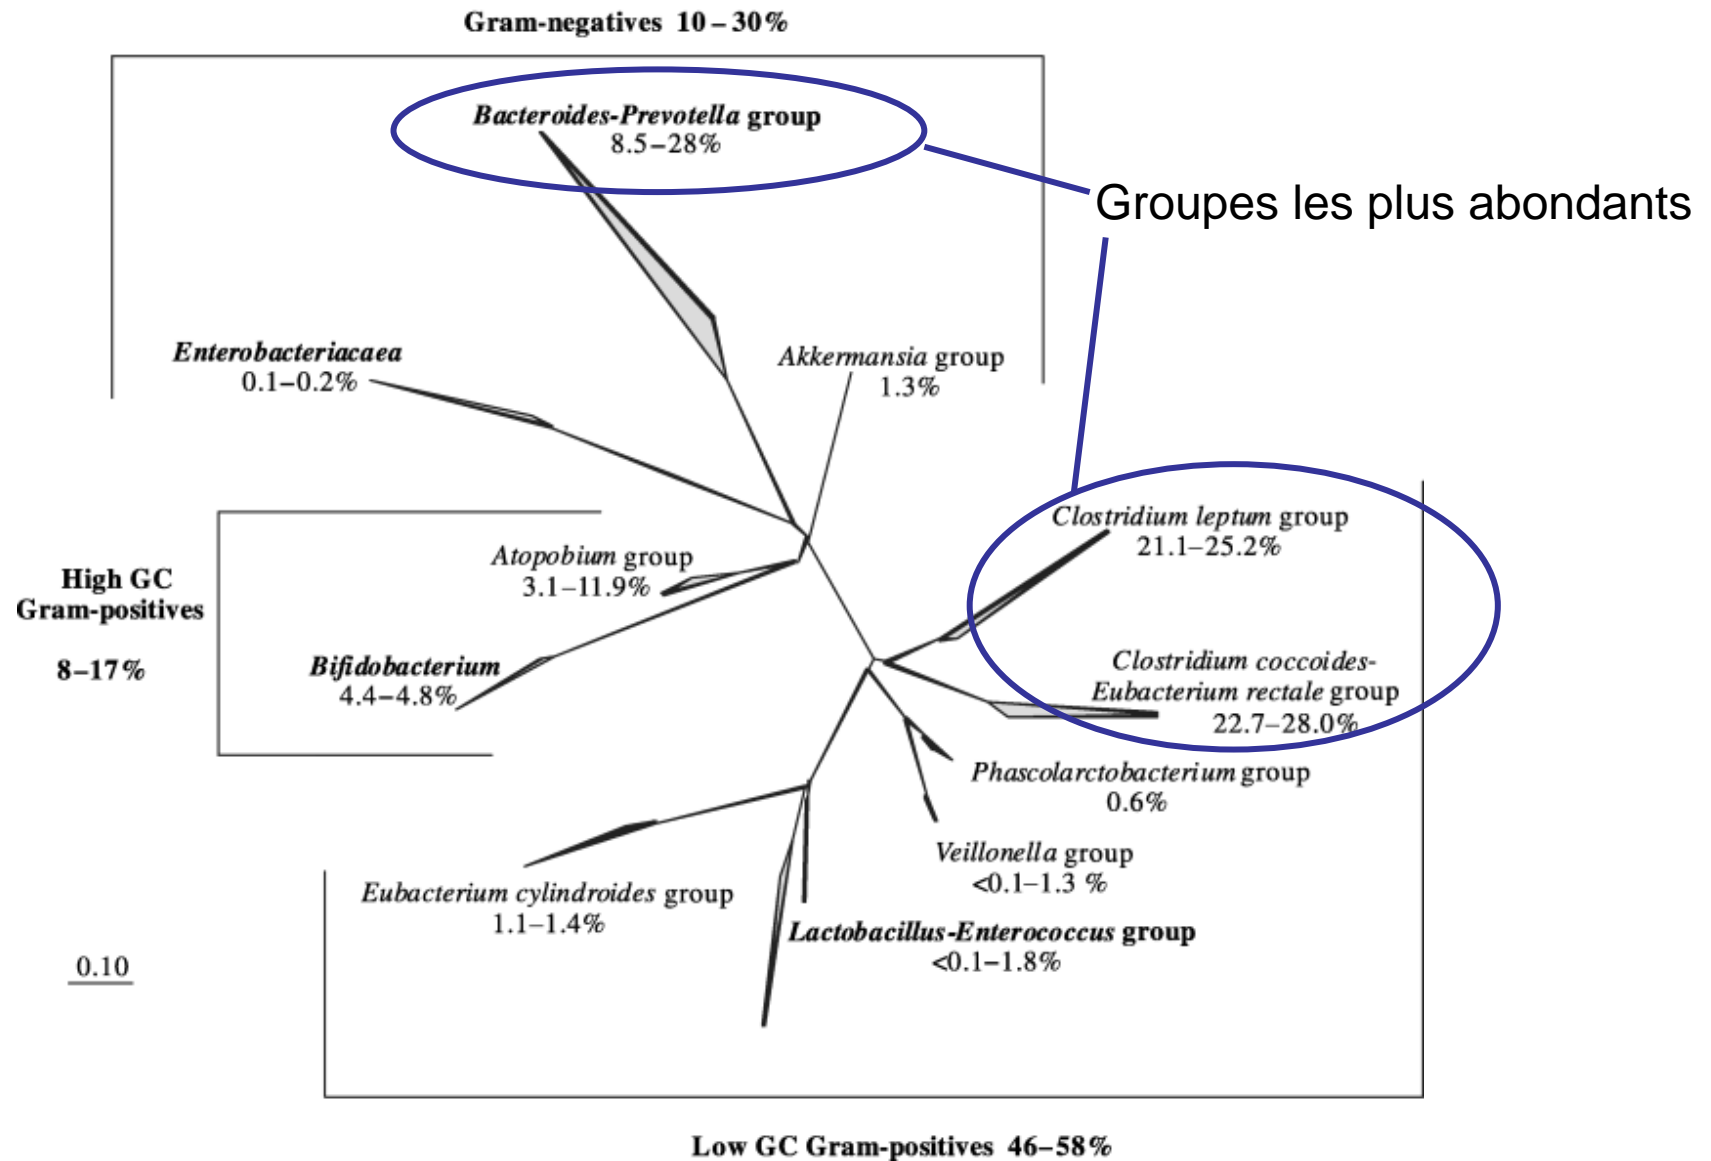 Gram-negatives 10–30%
Bacteroides-Prevotella group
8.5–28%
Groupes les plus abondants
Enterobacteriacaea
0.1–0.2%
Akkermansia group
1.3%
Clostridium leptum group
21.1–25.2%
Atopobium group
3.1–11.9%
High GC
Gram-positives
8–17%
Bifidobacterium
4.4–4.8%
Clostridium coccoides-
Eubacterium rectale group
22.7–28.0%
Phascolarctobacterium group
0.6%
Veillonella group
<0.1–1.3 %
Eubacterium cylindroides group
1.1–1.4%
Lactobacillus-Enterococcus group
<0.1–1.8%
0.10
Low GC Gram-positives 46–58%